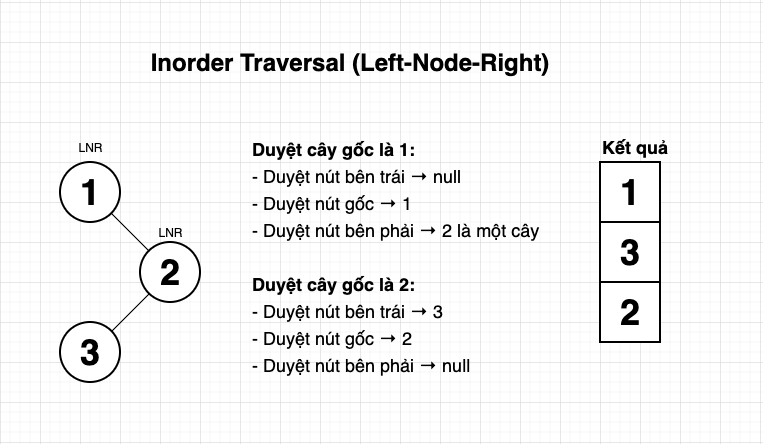 Inorder Traversal (Left-Node-Right)
LNR
1
LNR
2
3
Duyệt cây gốc là 1:
- Duyệt nút bên trái → null
- Duyệt nút gốc → 1
- Duyệt nút bên phải → 2 là một cây
Duyệt cây gốc là 2:
- Duyệt nút bên trái → 3
- Duyệt nút gốc → 2
- Duyệt nút bên phải → null
Kết quả
1
3
2